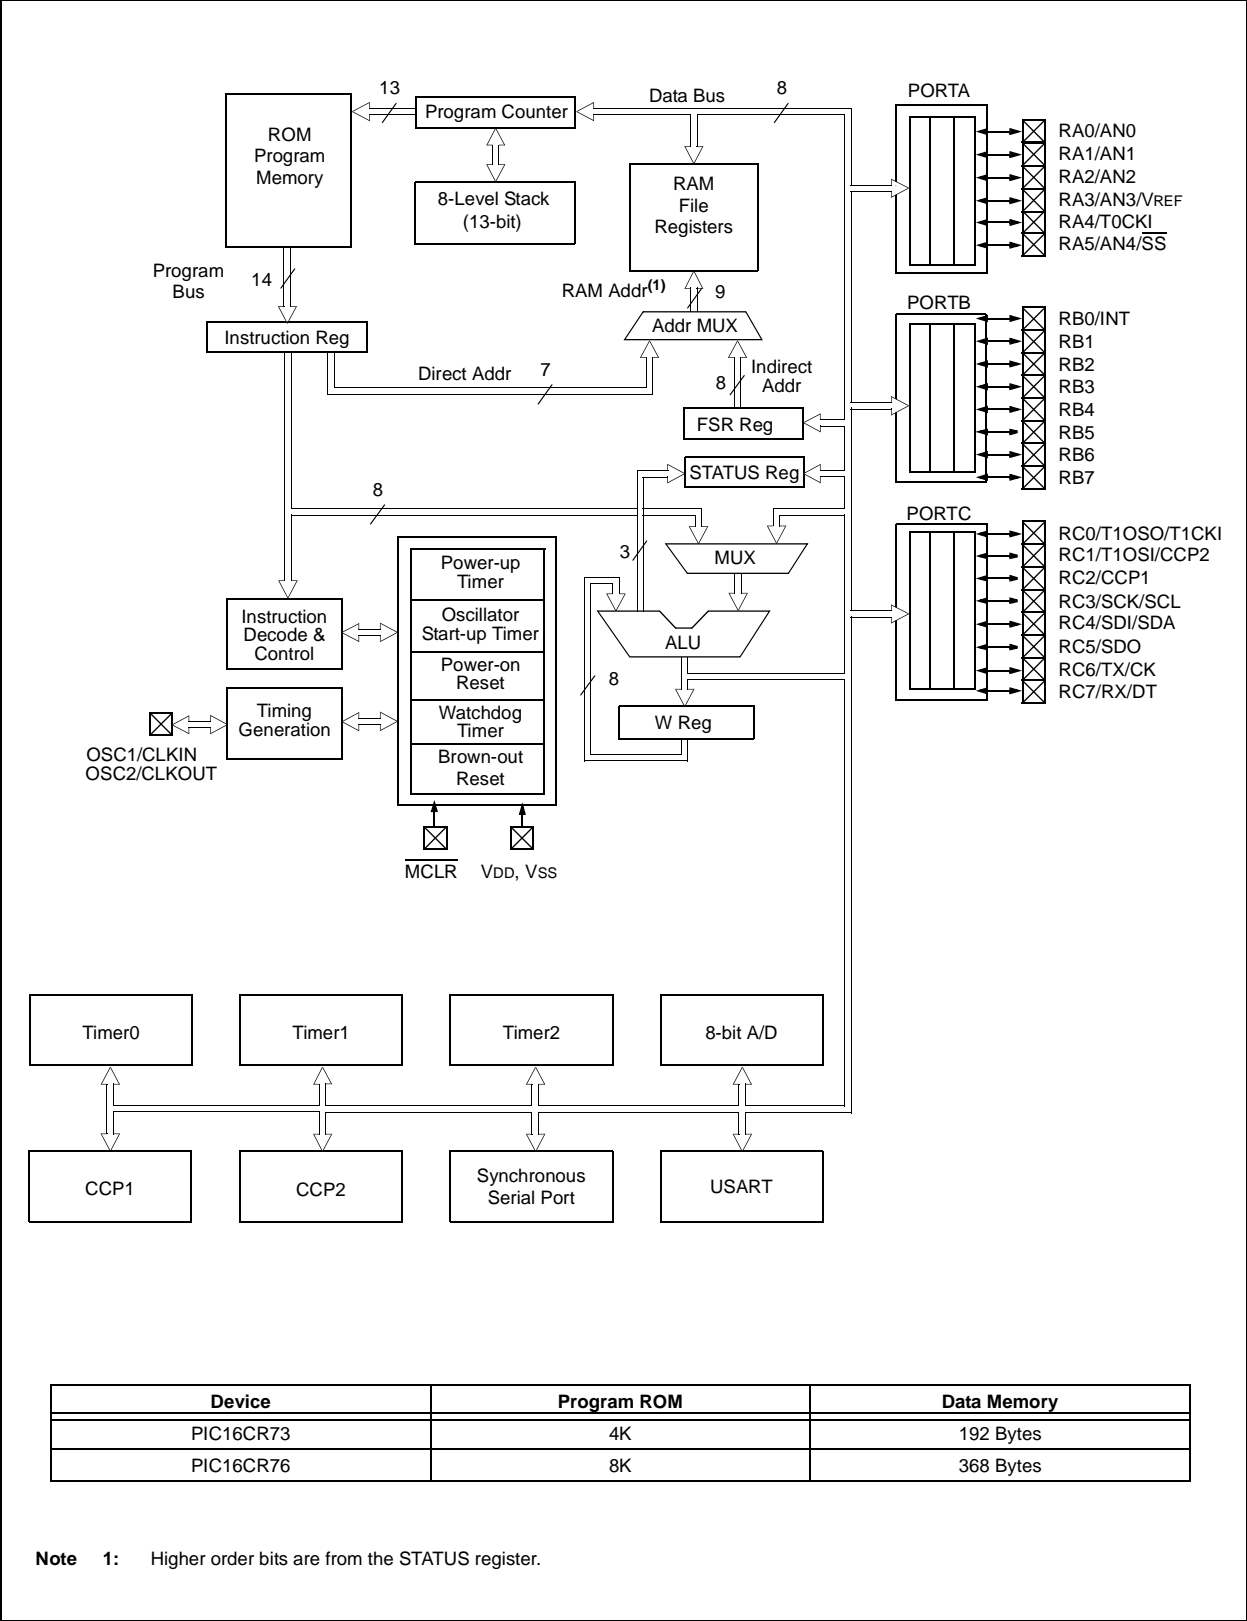 13
Data Bus
8
PORTA
ROM
Program
Memory
Program Counter
8-Level Stack
(13-bit)
RAM
File
Registers
RA0/AN0
RA1/AN1
RA2/AN2
RA3/AN3/VREF
RA4/T0CKI
RA5/AN4/S̅S̅
Program
Bus
14
RAM Addr(1)
9
PORTB
Instruction Reg
Addr MUX
RB0/INT
RB1
RB2
RB3
RB4
RB5
RB6
RB7
Direct Addr
7
8
Indirect
Addr
FSR Reg
STATUS Reg
8
PORTC
3
MUX
RC0/T1OSO/T1CKI
RC1/T1OSI/CCP2
RC2/CCP1
RC3/SCK/SCL
RC4/SDI/SDA
RC5/SDO
RC6/TX/CK
RC7/RX/DT
Power-up
Timer
Oscillator
Start-up Timer
Power-on
Reset
Watchdog
Timer
Brown-out
Reset
Instruction
Decode &
Control
ALU
8
W Reg
Timing
Generation
OSC1/CLKIN
OSC2/CLKOUT
M̅C̅L̅R̅
VDD, VSS
Timer0
Timer1
Timer2
8-bit A/D
CCP1
CCP2
Synchronous
Serial Port
USART
Device Program ROM Data Memory
PIC16CR73 4K 192 Bytes
PIC16CR76 8K 368 Bytes
Note 1: Higher order bits are from the STATUS register.